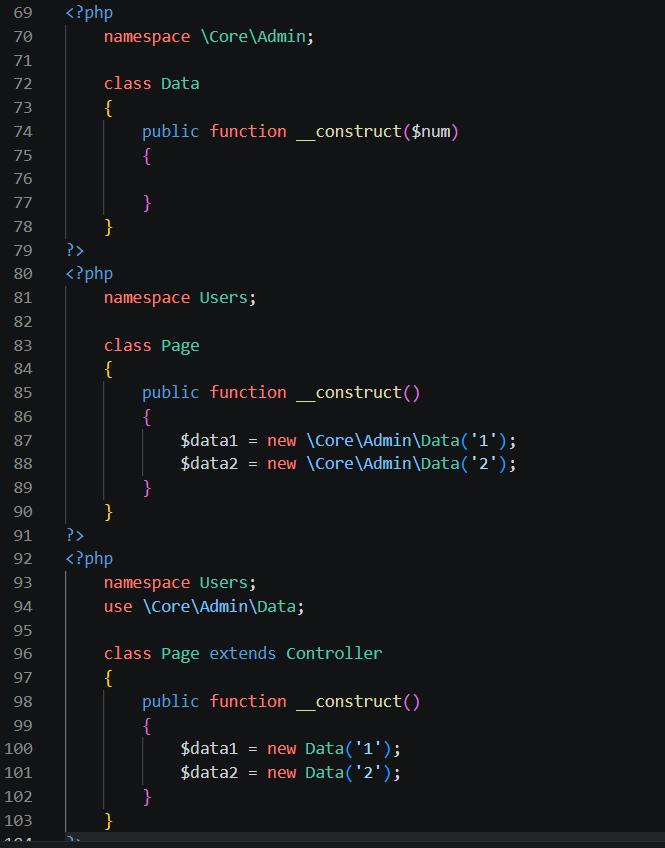 69 <?php
70     namespace \Core\Admin;
71
72     class Data
73     {
74         public function __construct($num)
75         {
76
77         }
78     }
79 ?>
80 <?php
81     namespace Users;
82
83     class Page
84     {
85         public function __construct()
86         {
87             $data1 = new \Core\Admin\Data('1');
88             $data2 = new \Core\Admin\Data('2');
89         }
90     }
91 ?>
92 <?php
93     namespace Users;
94     use \Core\Admin\Data;
95
96     class Page extends Controller
97     {
98         public function __construct()
99         {
100             $data1 = new Data('1');
101             $data2 = new Data('2');
102         }
103     }